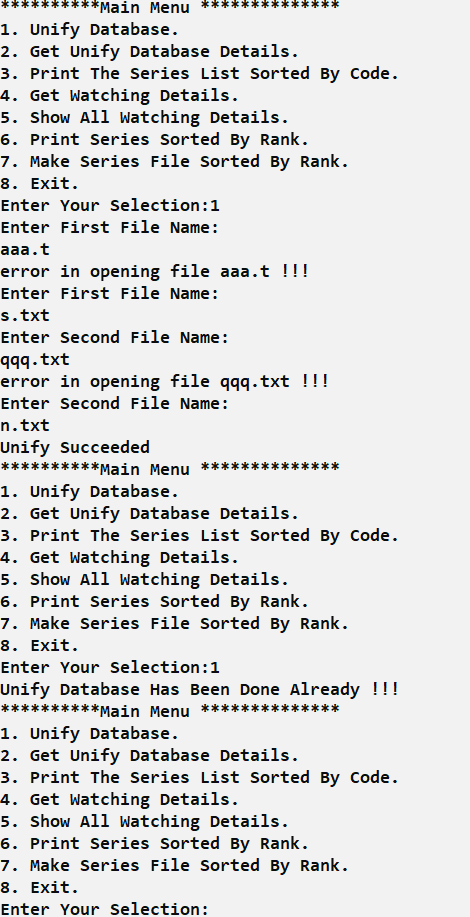 **********Main Menu **************
1. Unify Database.
2. Get Unify Database Details.
3. Print The Series List Sorted By Code.
4. Get Watching Details.
5. Show All Watching Details.
6. Print Series Sorted By Rank.
7. Make Series File Sorted By Rank.
8. Exit.
Enter Your Selection:1
Enter First File Name:
aaa.t
error in opening file aaa.t !!!
Enter First File Name:
s.txt
Enter Second File Name:
qqq.txt
error in opening file qqq.txt !!!
Enter Second File Name:
n.txt
Unify Succeeded
**********Main Menu **************
1. Unify Database.
2. Get Unify Database Details.
3. Print The Series List Sorted By Code.
4. Get Watching Details.
5. Show All Watching Details.
6. Print Series Sorted By Rank.
7. Make Series File Sorted By Rank.
8. Exit.
Enter Your Selection:1
Unify Database Has Been Done Already !!!
**********Main Menu **************
1. Unify Database.
2. Get Unify Database Details.
3. Print The Series List Sorted By Code.
4. Get Watching Details.
5. Show All Watching Details.
6. Print Series Sorted By Rank.
7. Make Series File Sorted By Rank.
8. Exit.
Enter Your Selection: